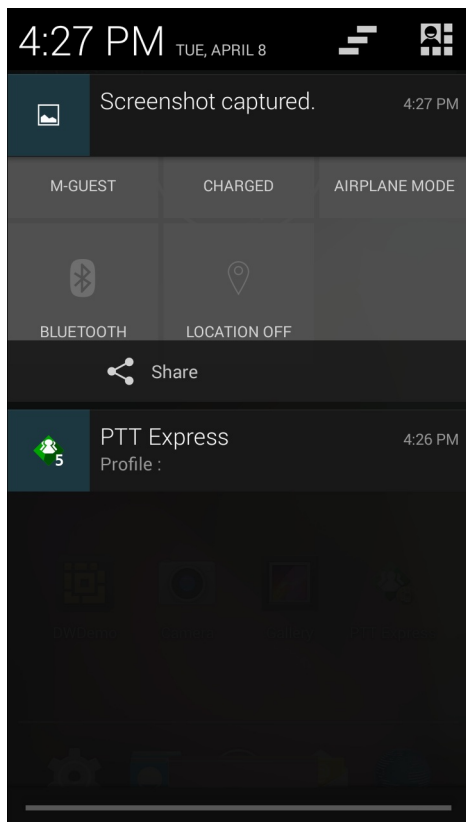 4:27 PM TUE, APRIL 8
Screenshot captured. 4:27 PM
M-GUEST CHARGED AIRPLANE MODE
BLUETOOTH LOCATION OFF
Share
PTT Express 4:26 PM
5
Profile :